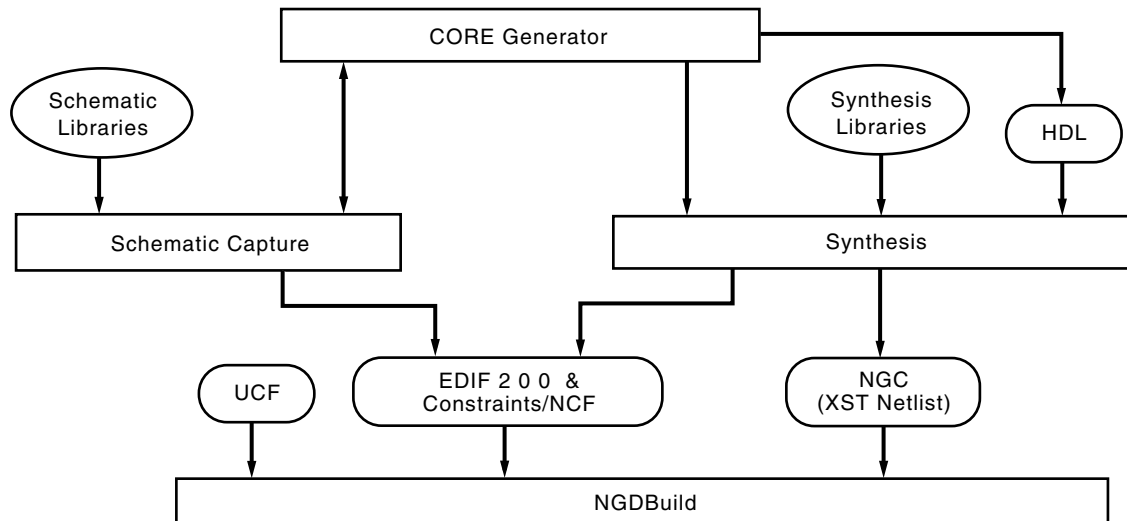 CORE Generator
Schematic
Libraries
Synthesis
Libraries
HDL
Schematic Capture
Synthesis
UCF
EDIF 2 0 0 &
Constraints/NCF
NGC
(XST Netlist)
NGDBuild